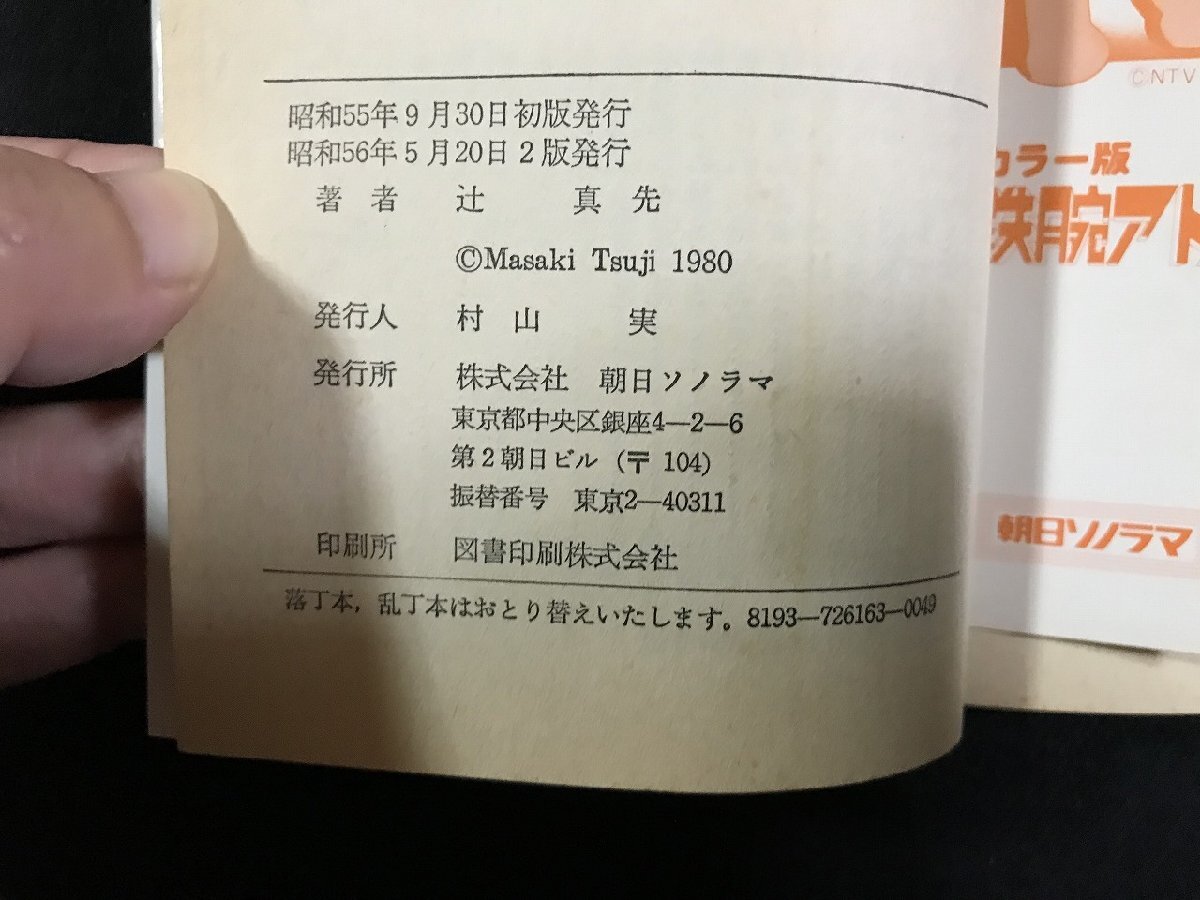 昭和55年9月30日初版発行
昭和56年5月20日2版発行
著者 辻 真先
©Masaki Tsuji 1980
発行人 村山 実
発行所 株式会社 朝日ソノラマ
東京都中央区銀座4—2—6
第2朝日ビル (〒 104)
振替番号 東京2—40311
印刷所 図書印刷株式会社
落丁本,乱丁本はおとり替えいたします。8193—726163—0049
©NTV
カラー版
鉄腕アト
朝日ソノラマ